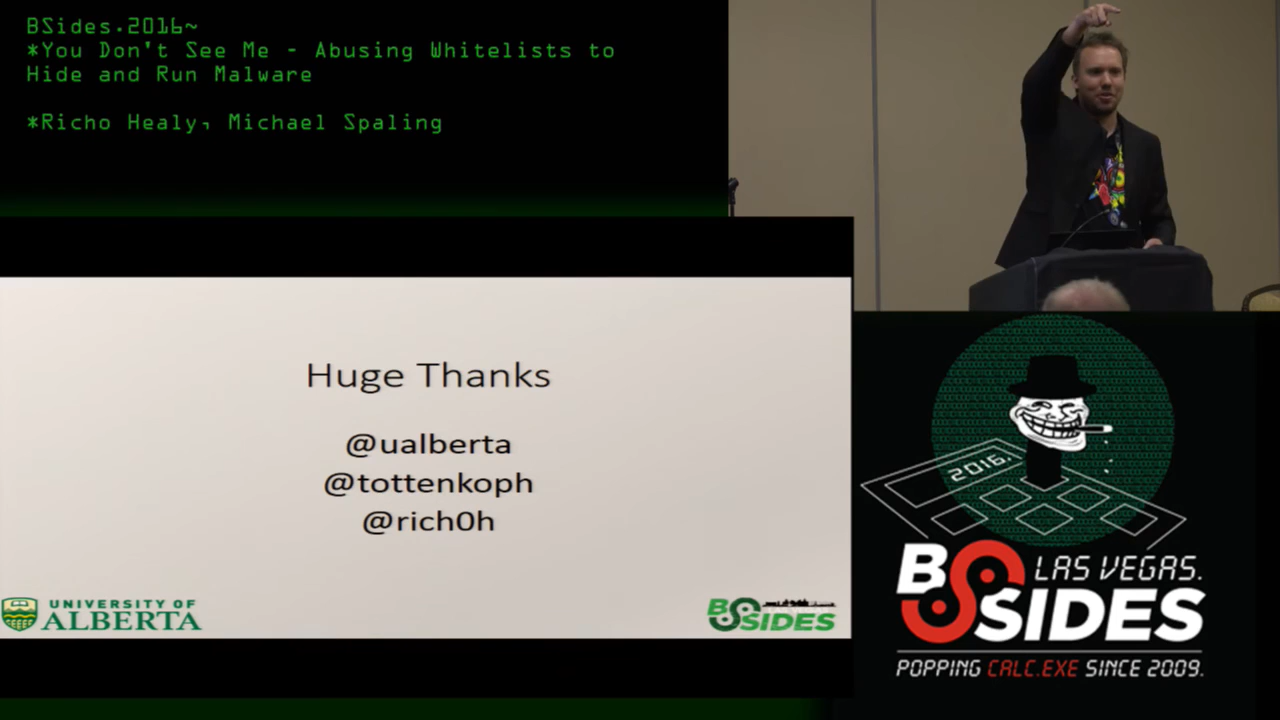 BSides.2016~
*You Don't See Me - Abusing Whitelists to
Hide and Run Malware
*Richo Healy, Michael Spaling
Huge Thanks
@ualberta
@tottenkoph
@rich0h
UNIVERSITY OF
ALBERTA
BSIDES
2016.
BSIDES
LAS VEGAS.
POPPING CALC.EXE SINCE 2009.